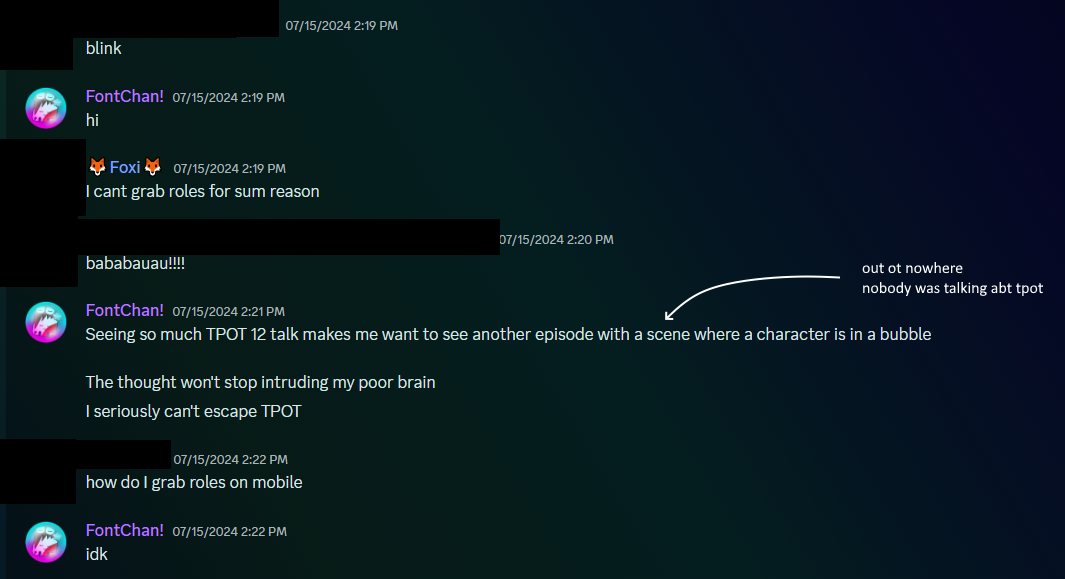 07/15/2024 2:19 PM
blink
FontChan! 07/15/2024 2:19 PM
hi
🦊 Foxi 🦊 07/15/2024 2:19 PM
I cant grab roles for sum reason
07/15/2024 2:20 PM
bababauau!!!!
out ot nowhere
nobody was talking abt tpot
FontChan! 07/15/2024 2:21 PM
Seeing so much TPOT 12 talk makes me want to see another episode with a scene where a character is in a bubble
The thought won't stop intruding my poor brain
I seriously can't escape TPOT
07/15/2024 2:22 PM
how do I grab roles on mobile
FontChan! 07/15/2024 2:22 PM
idk